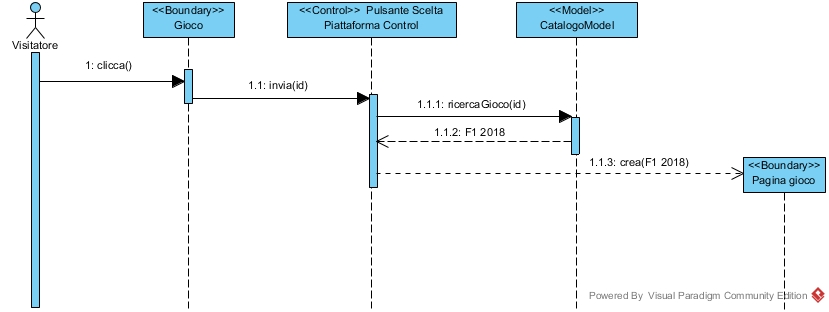 <<Boundary>>
Gioco
<<Control>> Pulsante Scelta
Piattaforma Control
<<Model>>
CatalogoModel
Visitatore
1: clicca()
1.1: invia(id)
1.1.1: ricercaGioco(id)
1.1.2: F1 2018
1.1.3: crea(F1 2018)
<<Boundary>>
Pagina gioco
Powered By Visual Paradigm Community Edition